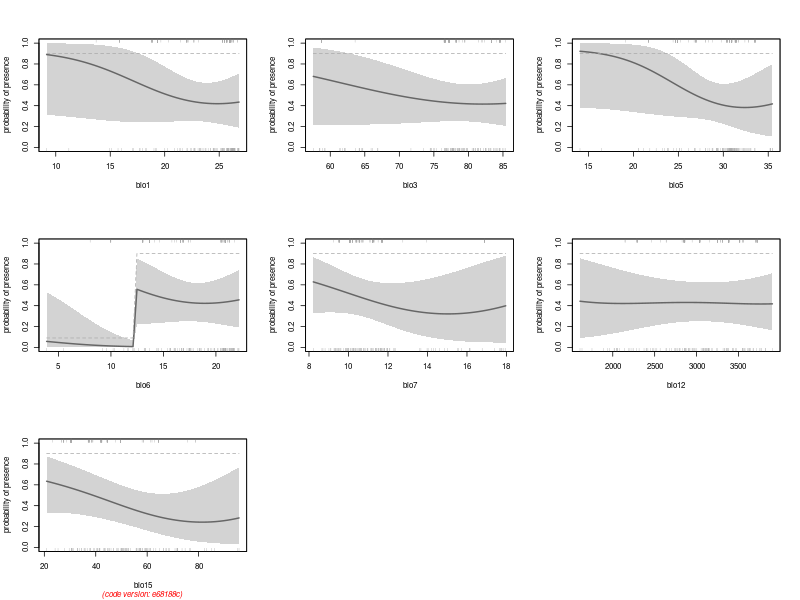 probability of presence
0.0 0.2 0.4 0.6 0.8 1.0
10 15 20 25
bio1
probability of presence
0.0 0.2 0.4 0.6 0.8 1.0
60 65 70 75 80 85
bio3
probability of presence
0.0 0.2 0.4 0.6 0.8 1.0
15 20 25 30 35
bio5
probability of presence
0.0 0.2 0.4 0.6 0.8 1.0
5 10 15 20
bio6
probability of presence
0.0 0.2 0.4 0.6 0.8 1.0
8 10 12 14 16 18
bio7
probability of presence
0.0 0.2 0.4 0.6 0.8 1.0
2000 2500 3000 3500
bio12
probability of presence
0.0 0.2 0.4 0.6 0.8 1.0
20 40 60 80
bio15
(code version: e68188c)